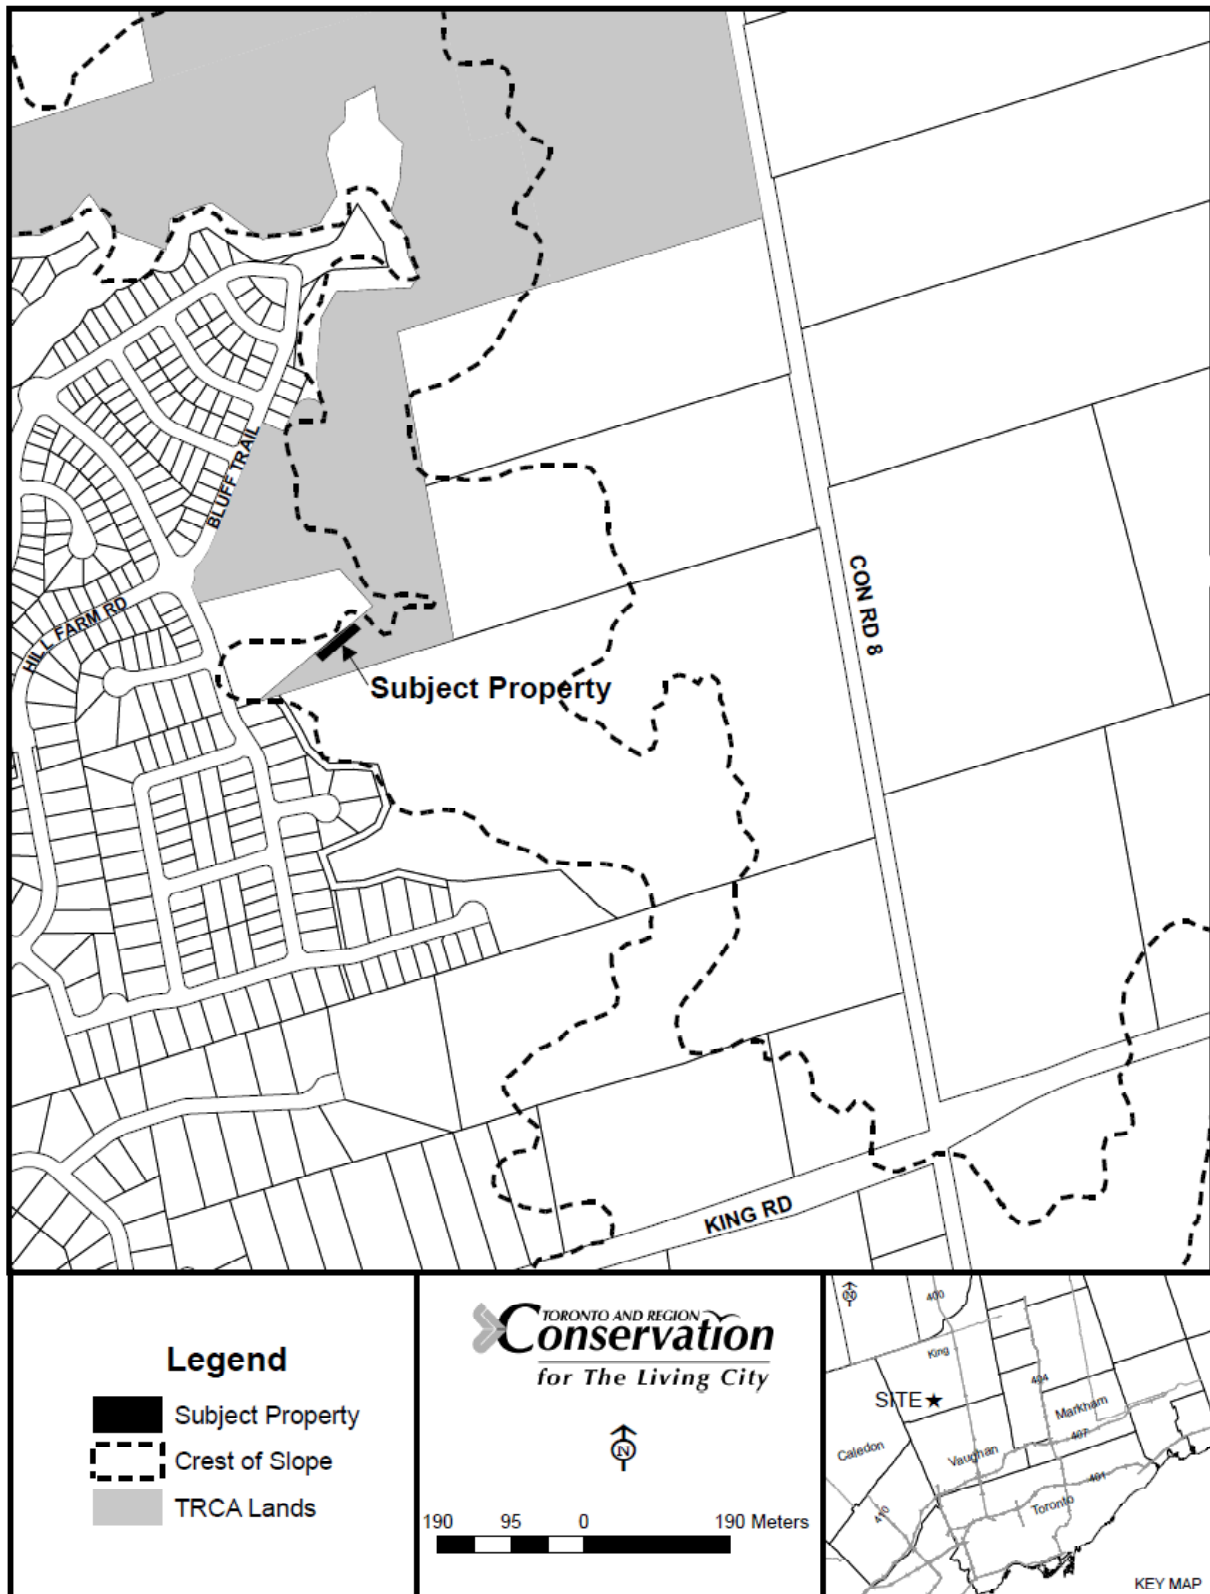 BLUFF TRAIL
HILL FARM RD
CON RD 8
Subject Property
KING RD
Legend
Subject Property
Crest of Slope
TRCA Lands
TORONTO AND REGION
Conservation
for The Living City
N
190 95 0 190 Meters
N
400
King
404
SITE
Markham
407
Caledon
Vaughan
401
410
Toronto
KEY MAP